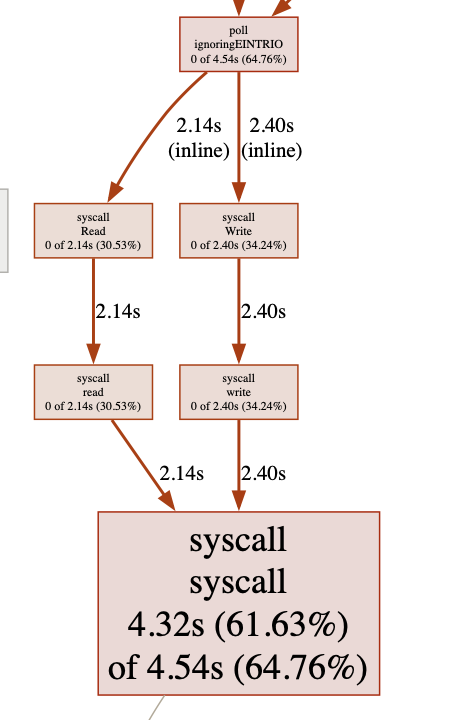 poll
ignoringEINTRIO
0 of 4.54s (64.76%)
2.14s
(inline)
2.40s
(inline)
syscall
Read
0 of 2.14s (30.53%)
syscall
Write
0 of 2.40s (34.24%)
2.14s
2.40s
syscall
read
0 of 2.14s (30.53%)
syscall
write
0 of 2.40s (34.24%)
2.14s
2.40s
syscall
syscall
4.32s (61.63%)
of 4.54s (64.76%)